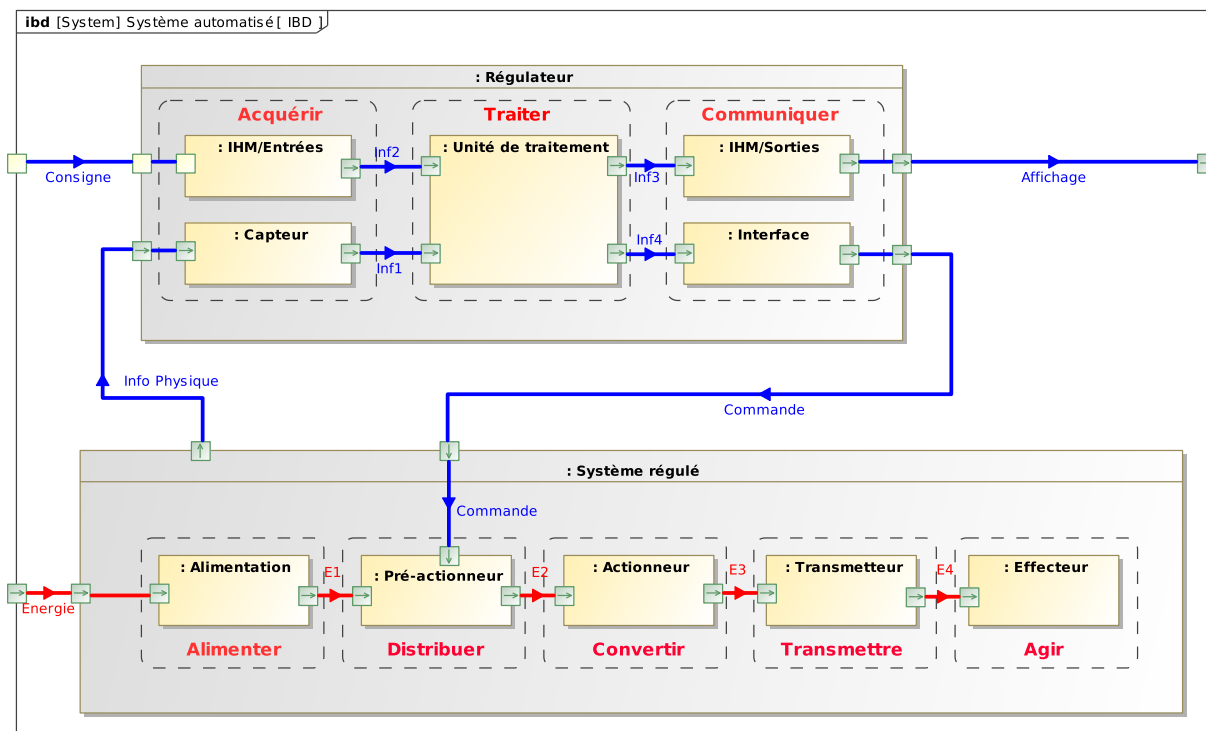 ibd [System] Système automatisé[ IBD ]
: Régulateur
Acquérir
Traiter
Communiquer
: IHM/Entrées
: Unité de traitement
: IHM/Sorties
Inf2
Inf3
Consigne
Affichage
: Capteur
: Interface
Inf1
Inf4
Info Physique
Commande
: Système régulé
Commande
: Alimentation
: Pré-actionneur
: Actionneur
: Transmetteur
: Effecteur
E1
E2
E3
E4
Energie
Alimenter
Distribuer
Convertir
Transmettre
Agir